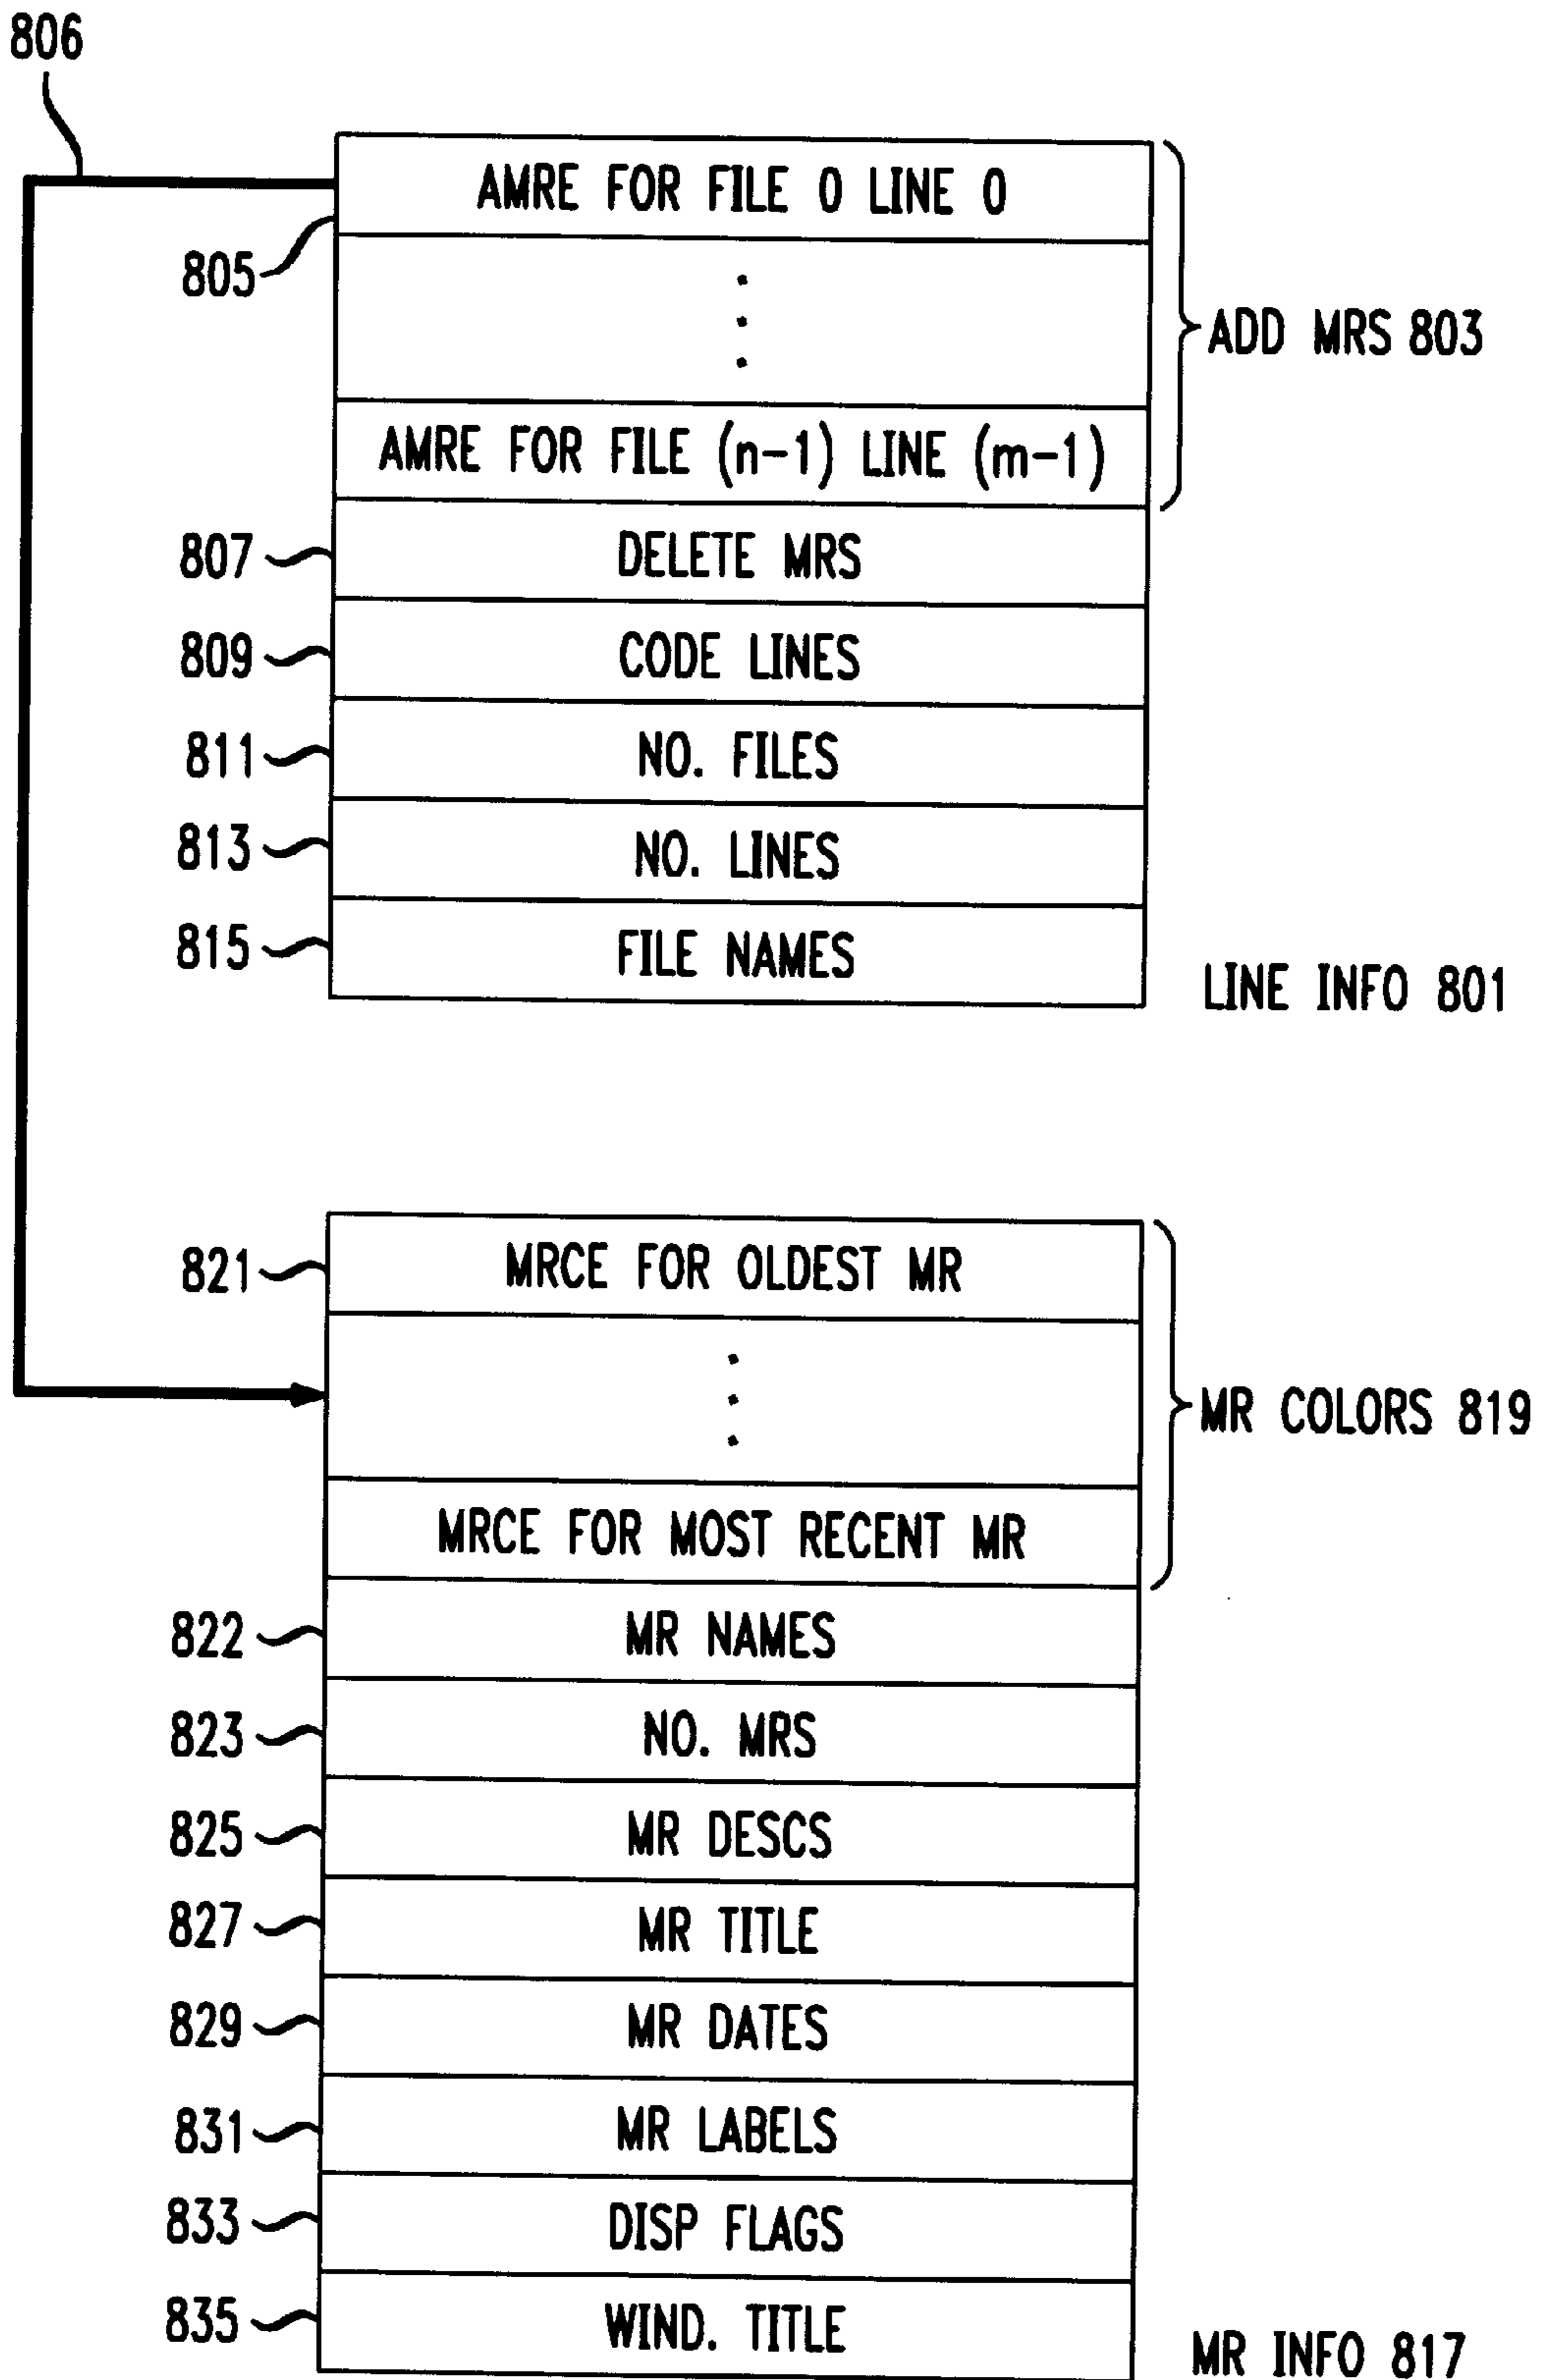 806
AMRE FOR FILE 0 LINE 0
805
ADD MRS 803
AMRE FOR FILE (n-1) LINE (m-1)
807 DELETE MRS
809 CODE LINES
811 NO. FILES
813 NO. LINES
815 FILE NAMES
LINE INFO 801
821 MRCE FOR OLDEST MR
MR COLORS 819
MRCE FOR MOST RECENT MR
822 MR NAMES
823 NO. MRS
825 MR DESCS
827 MR TITLE
829 MR DATES
831 MR LABELS
833 DISP FLAGS
835 WIND. TITLE
MR INFO 817